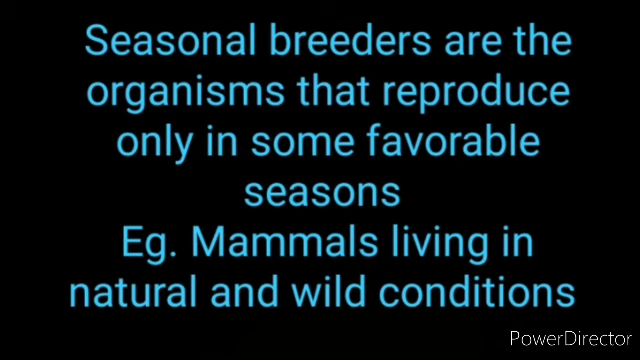 Seasonal breeders are the
organisms that reproduce
only in some favorable
seasons
Eg. Mammals living in
natural and wild conditions
PowerDirector